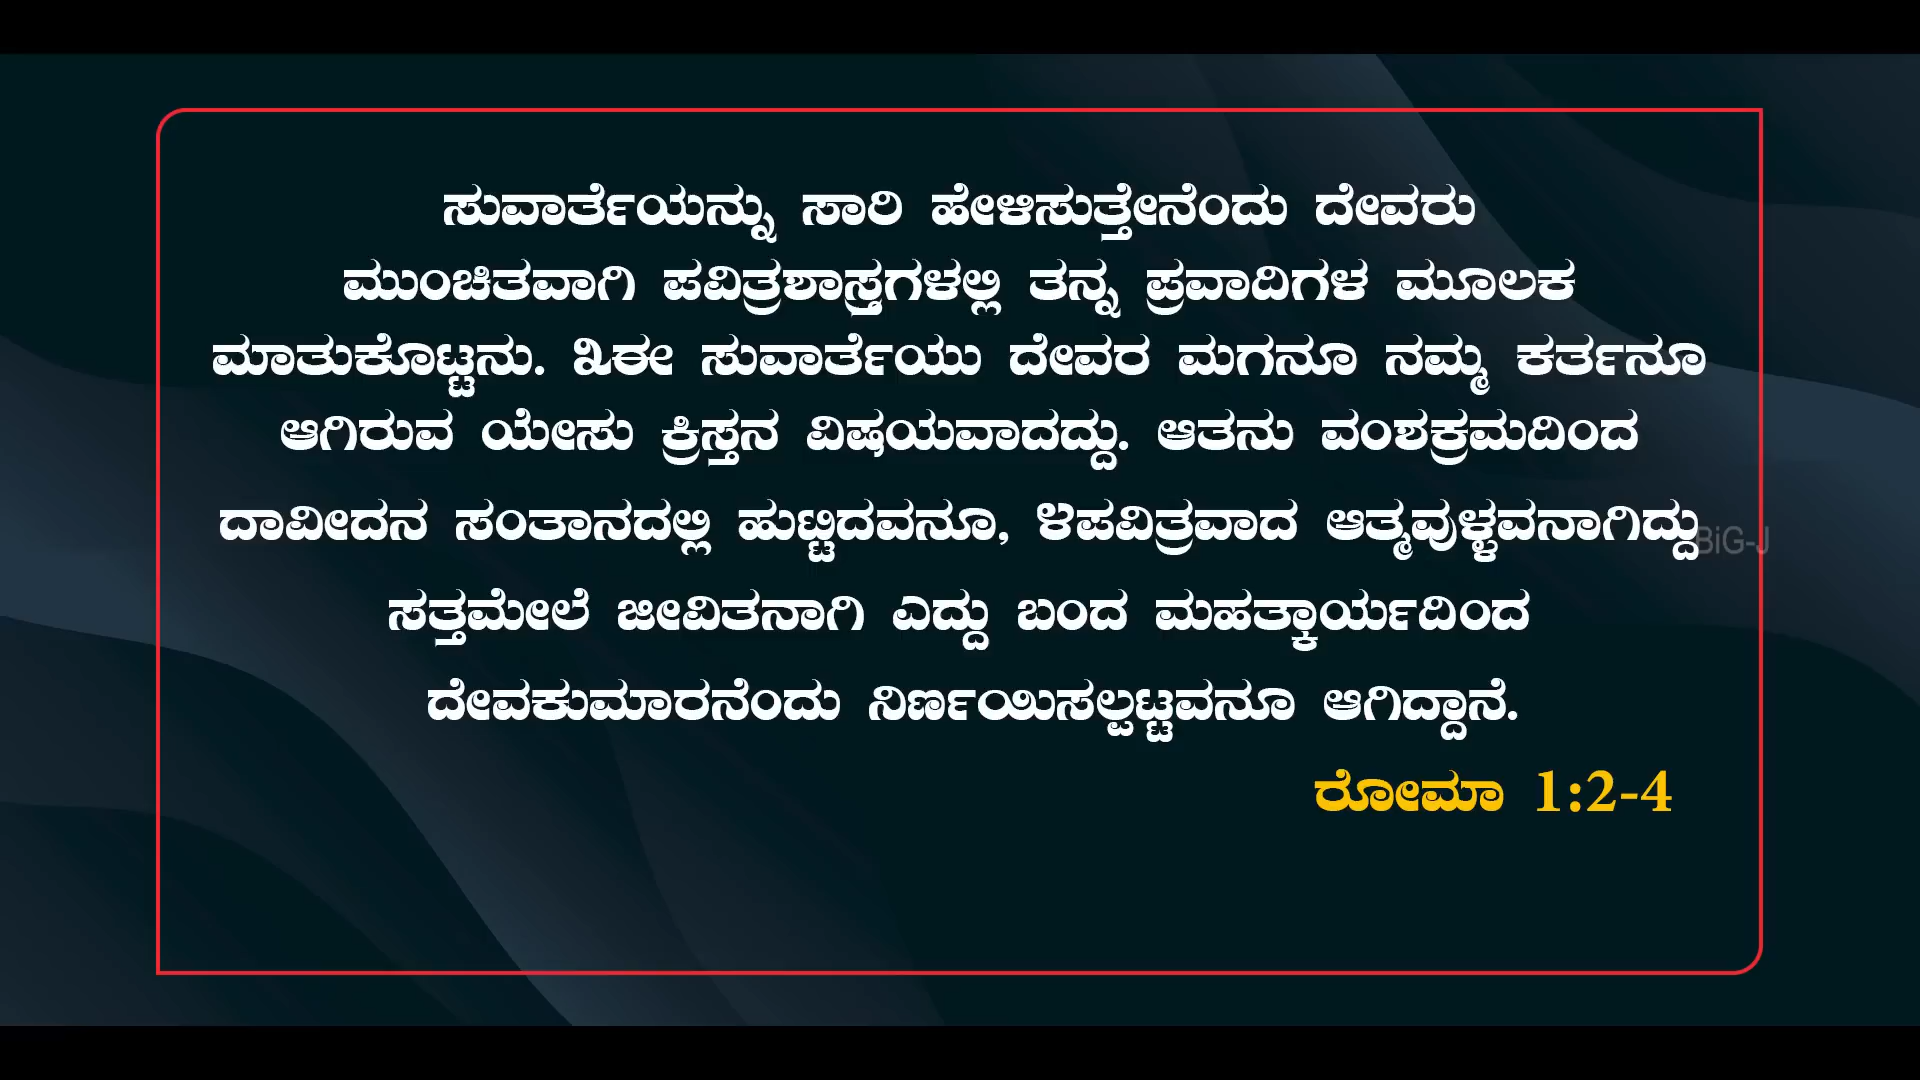 ಸುವಾರ್ತೆಯನ್ನು ಸಾರಿ ಹೇಳಿಸುತ್ತೇನೆಂದು ದೇವರು
ಮುಂಚಿತವಾಗಿ ಪವಿತ್ರಶಾಸ್ತ್ರಗಳಲ್ಲಿ ತನ್ನ ಪ್ರವಾದಿಗಳ ಮೂಲಕ
ಮಾತುಕೊಟ್ಟನು. ೩ಈ ಸುವಾರ್ತೆಯು ದೇವರ ಮಗನೂ ನಮ್ಮ ಕರ್ತನೂ
ಆಗಿರುವ ಯೇಸು ಕ್ರಿಸ್ತನ ವಿಷಯವಾದದ್ದು. ಆತನು ವಂಶಕ್ರಮದಿಂದ
ದಾವೀದನ ಸಂತಾನದಲ್ಲಿ ಹುಟ್ಟಿದವನೂ, ೪ಪವಿತ್ರವಾದ ಆತ್ಮವುಳ್ಳವನಾಗಿದ್ದು
BiG-J
ಸತ್ತಮೇಲೆ ಜೀವಿತನಾಗಿ ಎದ್ದು ಬಂದ ಮಹತ್ಕಾರ್ಯದಿಂದ
ದೇವಕುಮಾರನೆಂದು ನಿರ್ಣಯಿಸಲ್ಪಟ್ಟವನೂ ಆಗಿದ್ದಾನೆ.
ರೋಮಾ 1:2-4